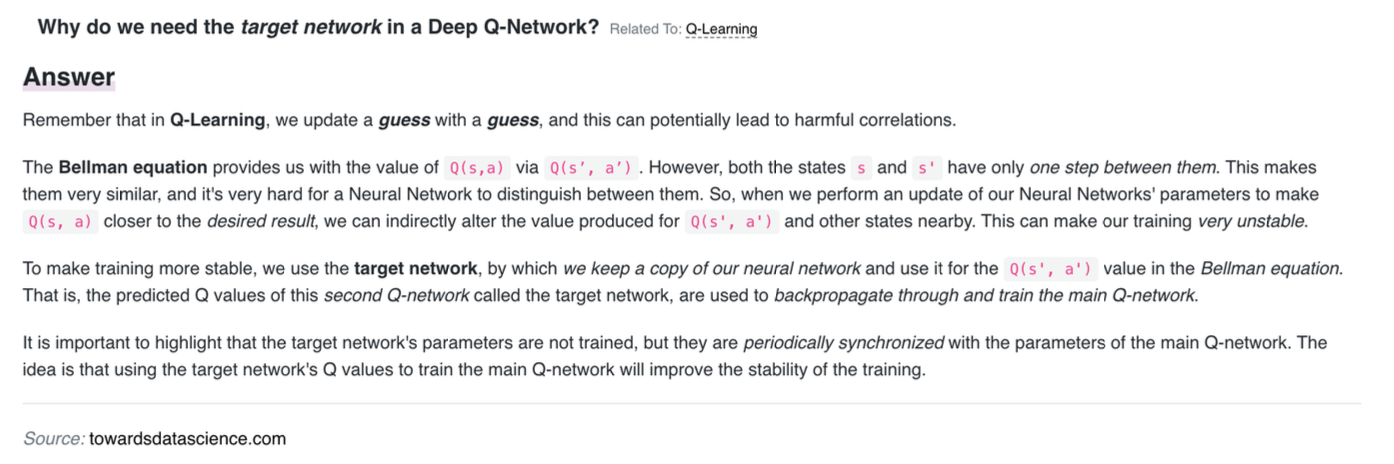 Why do we need the target network in a Deep Q-Network? Related To: Q-Learning
Answer
Remember that in Q-Learning, we update a guess with a guess, and this can potentially lead to harmful correlations.
The Bellman equation provides us with the value of Q(s,a) via Q(s’, a’) . However, both the states s and s' have only one step between them. This makes
them very similar, and it's very hard for a Neural Network to distinguish between them. So, when we perform an update of our Neural Networks' parameters to make
Q(s, a) closer to the desired result, we can indirectly alter the value produced for Q(s', a') and other states nearby. This can make our training very unstable.
To make training more stable, we use the target network, by which we keep a copy of our neural network and use it for the Q(s', a') value in the Bellman equation.
That is, the predicted Q values of this second Q-network called the target network, are used to backpropagate through and train the main Q-network.
It is important to highlight that the target network's parameters are not trained, but they are periodically synchronized with the parameters of the main Q-network. The
idea is that using the target network's Q values to train the main Q-network will improve the stability of the training.
Source: towardsdatascience.com